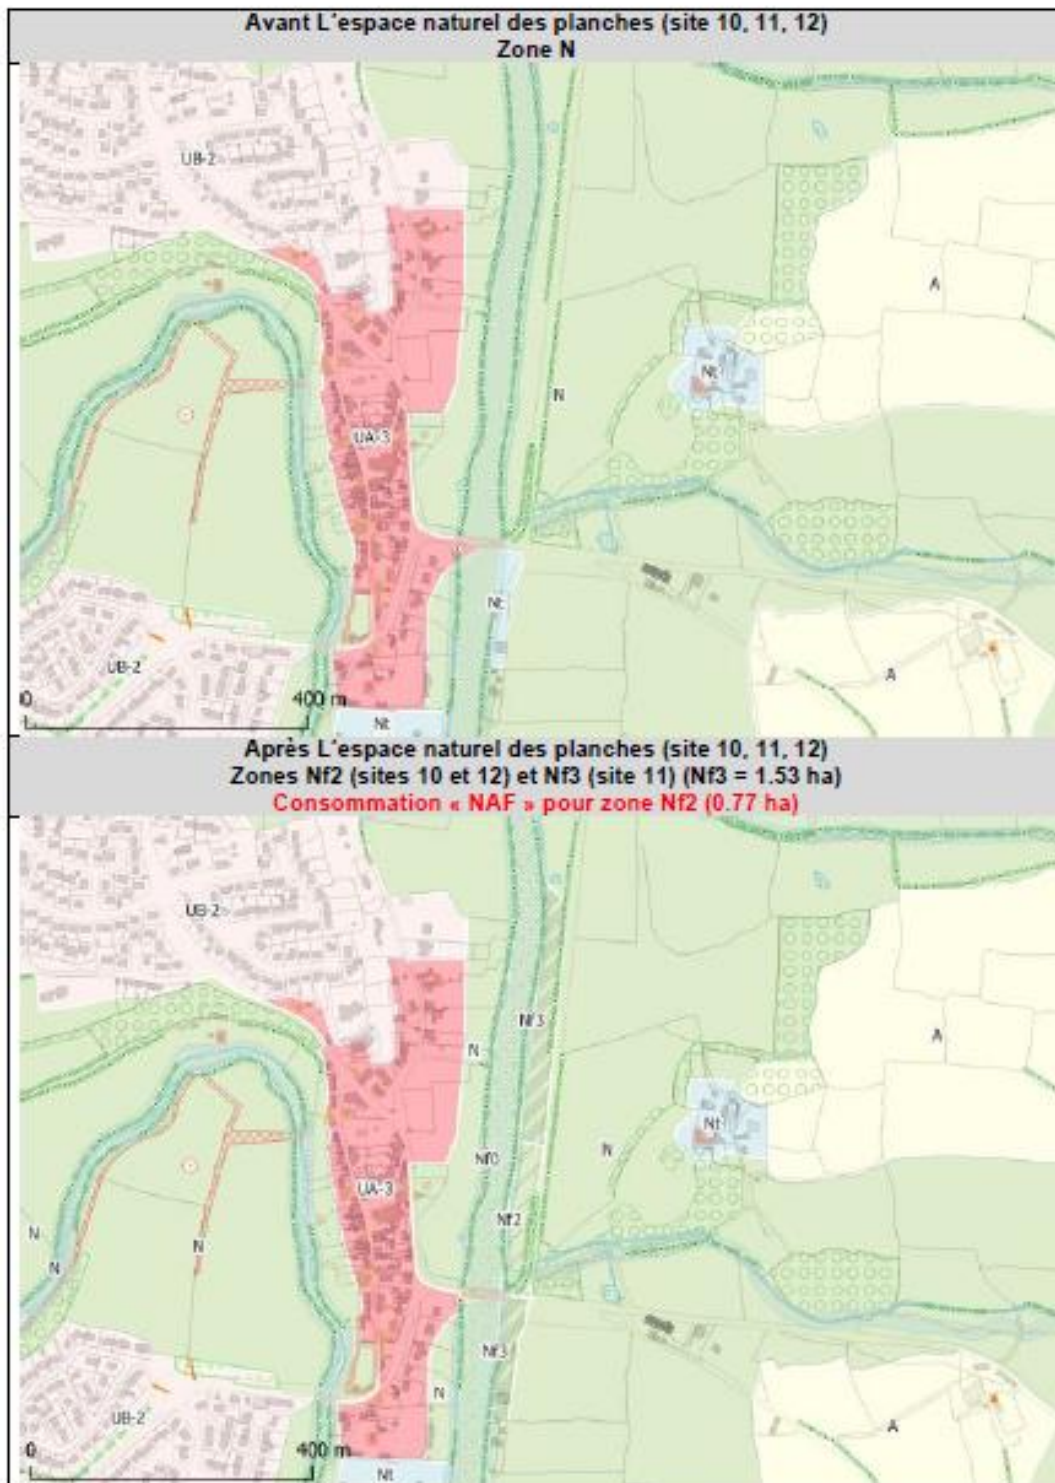 Avant L'espace naturel des planches (site 10, 11, 12)
Zone N
UB-2
A
Nt
N
UA-3
Nt
UB-2
A
0
400 m
Nt
Après L'espace naturel des planches (site 10, 11, 12)
Zones Nf2 (sites 10 et 12) et Nf3 (site 11) (Nf3 = 1.53 ha)
Consommation « NAF » pour zone Nf2 (0.77 ha)
UB-2
Nf3
A
N
Nt
N
Nf0
UA-3
Nf2
N
N
N
Nf3
N
UB-2
A
0
400 m
Nt